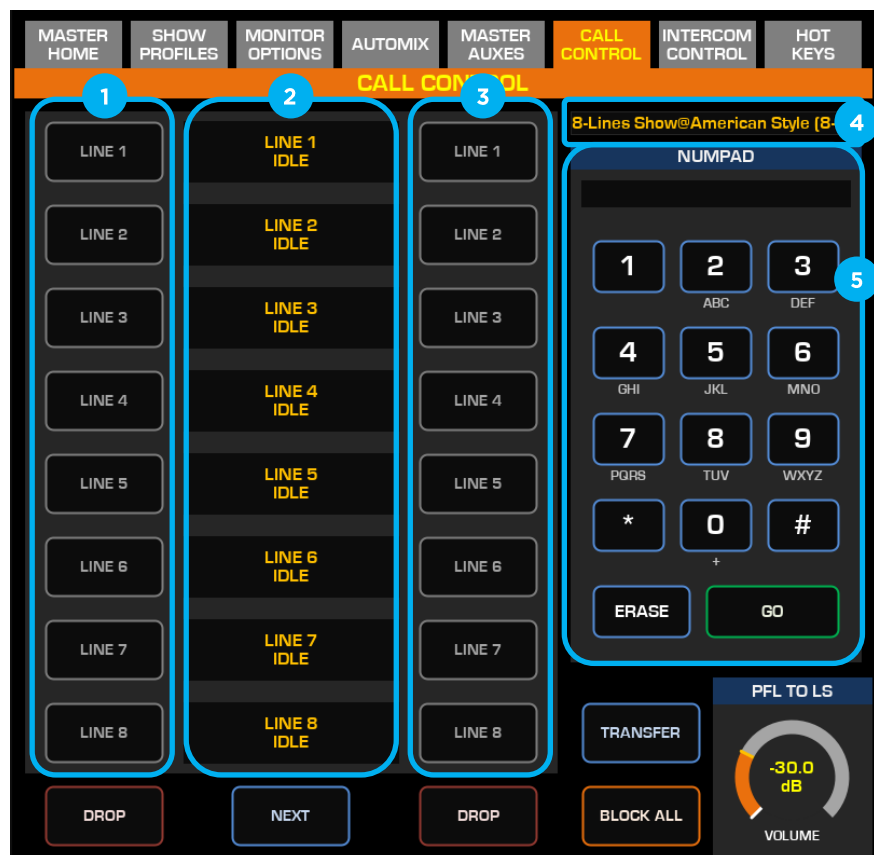 MASTER HOME
SHOW PROFILES
MONITOR OPTIONS
AUTOMIX
MASTER AUXES
CALL CONTROL
INTERCOM CONTROL
HOT KEYS
CALL CONTROL
1
2
3
4
5
LINE 1
LINE 1
IDLE
LINE 1
LINE 2
LINE 2
IDLE
LINE 2
LINE 3
LINE 3
IDLE
LINE 3
LINE 4
LINE 4
IDLE
LINE 4
LINE 5
LINE 5
IDLE
LINE 5
LINE 6
LINE 6
IDLE
LINE 6
LINE 7
LINE 7
IDLE
LINE 7
LINE 8
LINE 8
IDLE
LINE 8
DROP
NEXT
DROP
8-Lines Show@American Style (8-
NUMPAD
1
2
ABC
3
DEF
4
GHI
5
JKL
6
MNO
7
PQRS
8
TUV
9
WXYZ
*
0
+
#
ERASE
GO
TRANSFER
BLOCK ALL
PFL TO LS
-30.0
dB
VOLUME